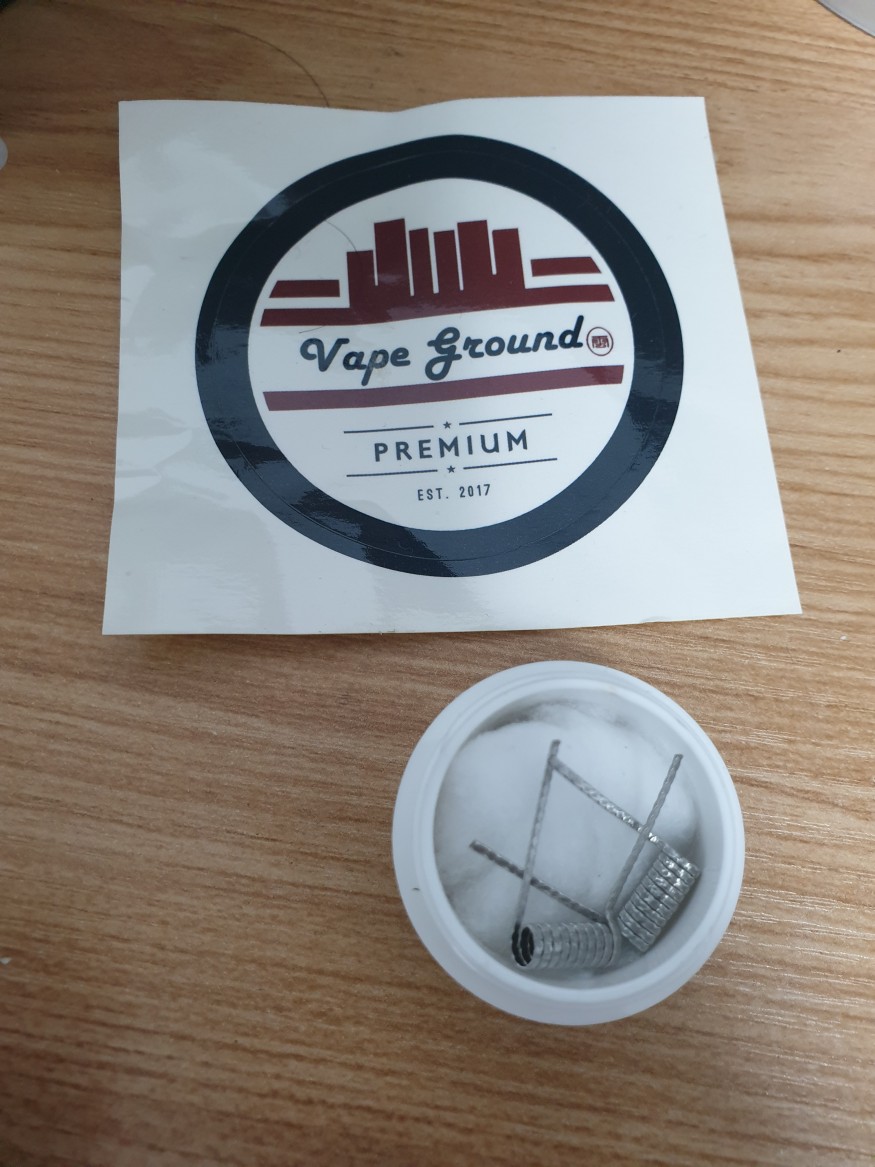 Vape Ground
PREMIUM
EST. 2017